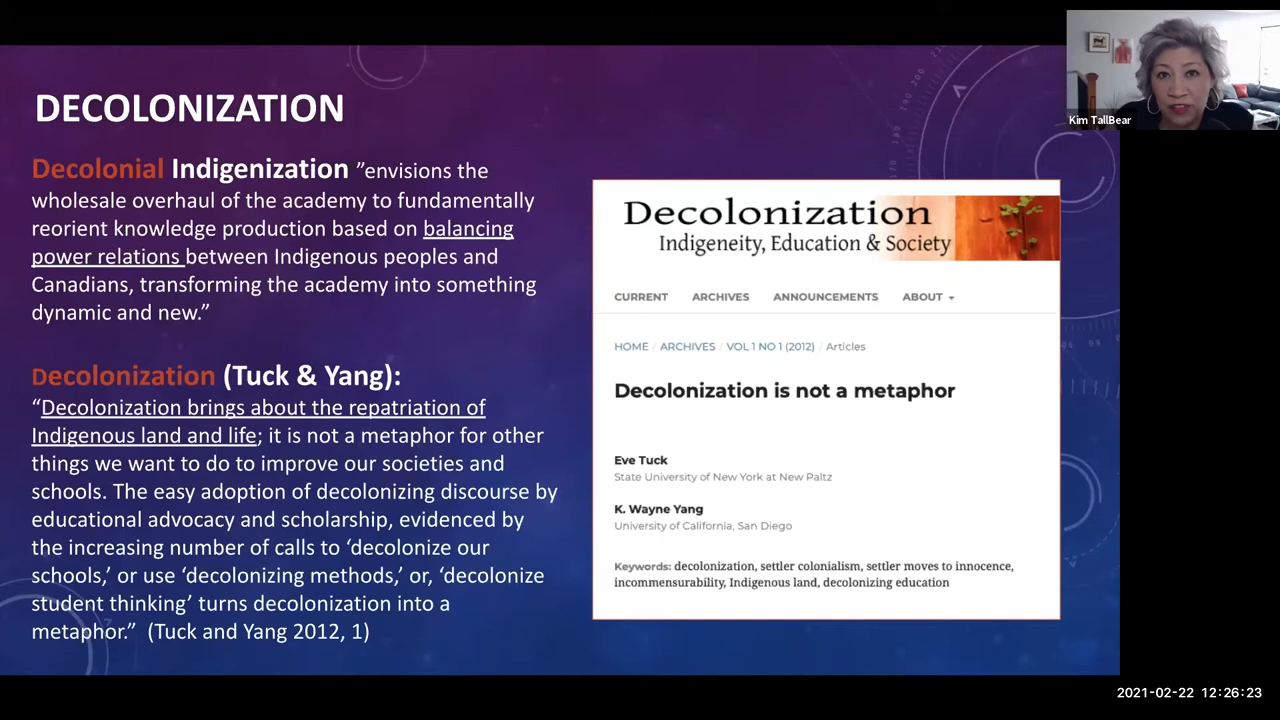 DECOLONIZATION
Decolonial Indigenization ”envisions the
wholesale overhaul of the academy to fundamentally
reorient knowledge production based on balancing
power relations between Indigenous peoples and
Canadians, transforming the academy into something
dynamic and new.”
Decolonization (Tuck & Yang):
“Decolonization brings about the repatriation of
Indigenous land and life; it is not a metaphor for other
things we want to do to improve our societies and
schools. The easy adoption of decolonizing discourse by
educational advocacy and scholarship, evidenced by
the increasing number of calls to ‘decolonize our
schools,’ or use ‘decolonizing methods,’ or, ‘decolonize
student thinking’ turns decolonization into a
metaphor.” (Tuck and Yang 2012, 1)
Decolonization
Indigeneity, Education & Society
CURRENT ARCHIVES ANNOUNCEMENTS ABOUT
HOME / ARCHIVES / VOL 1 NO 1 (2012) / Articles
Decolonization is not a metaphor
Eve Tuck
State University of New York at New Paltz
K. Wayne Yang
University of California, San Diego
Keywords: decolonization, settler colonialism, settler moves to innocence,
incommensurability, Indigenous land, decolonizing education
Kim TallBear
2021-02-22 12:26:23